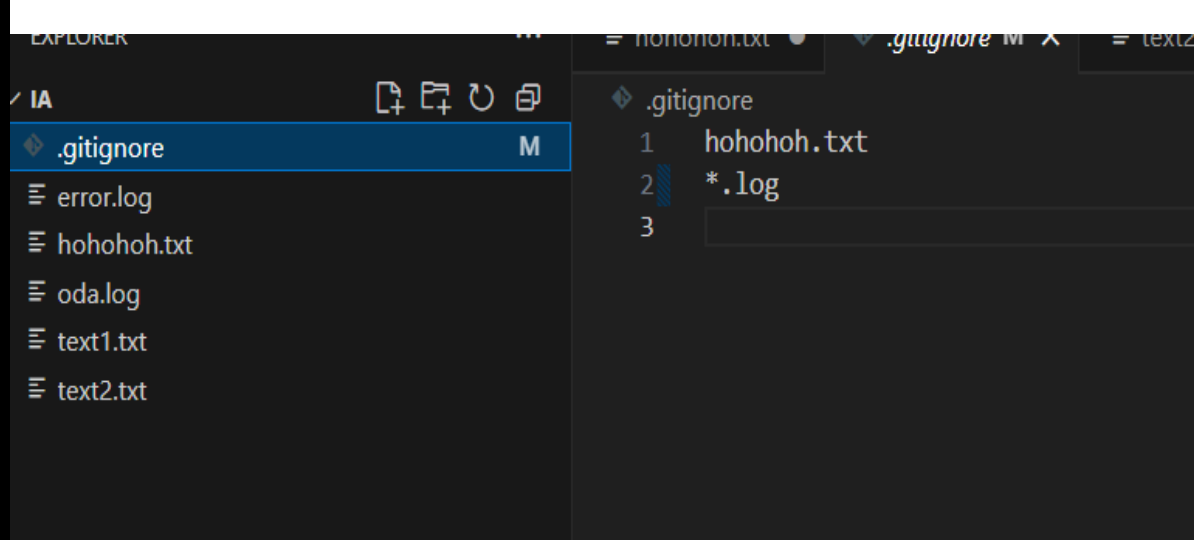 EXPLORER
hohohoh.txt
.gitignore M X
text2
IA
.gitignore M
error.log
hohohoh.txt
oda.log
text1.txt
text2.txt
.gitignore
1 hohohoh.txt
2 *.log
3